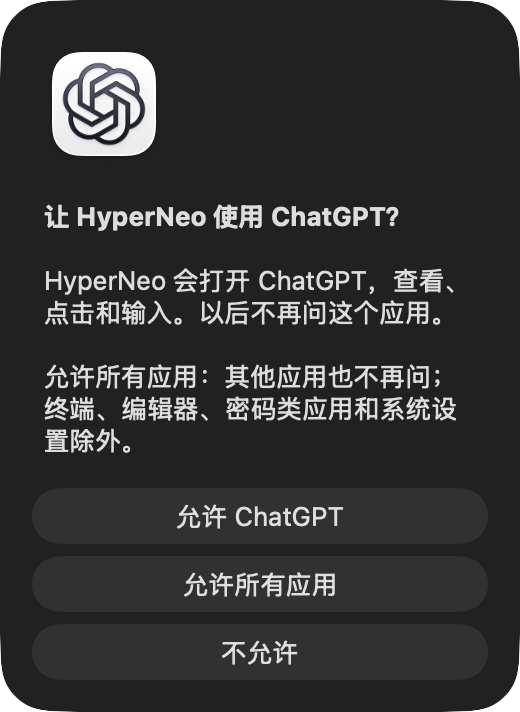 让 HyperNeo 使用 ChatGPT?
HyperNeo 会打开 ChatGPT，查看、
点击和输入。以后不再问这个应用。
允许所有应用：其他应用也不再问；
终端、编辑器、密码类应用和系统设
置除外。
允许 ChatGPT
允许所有应用
不允许